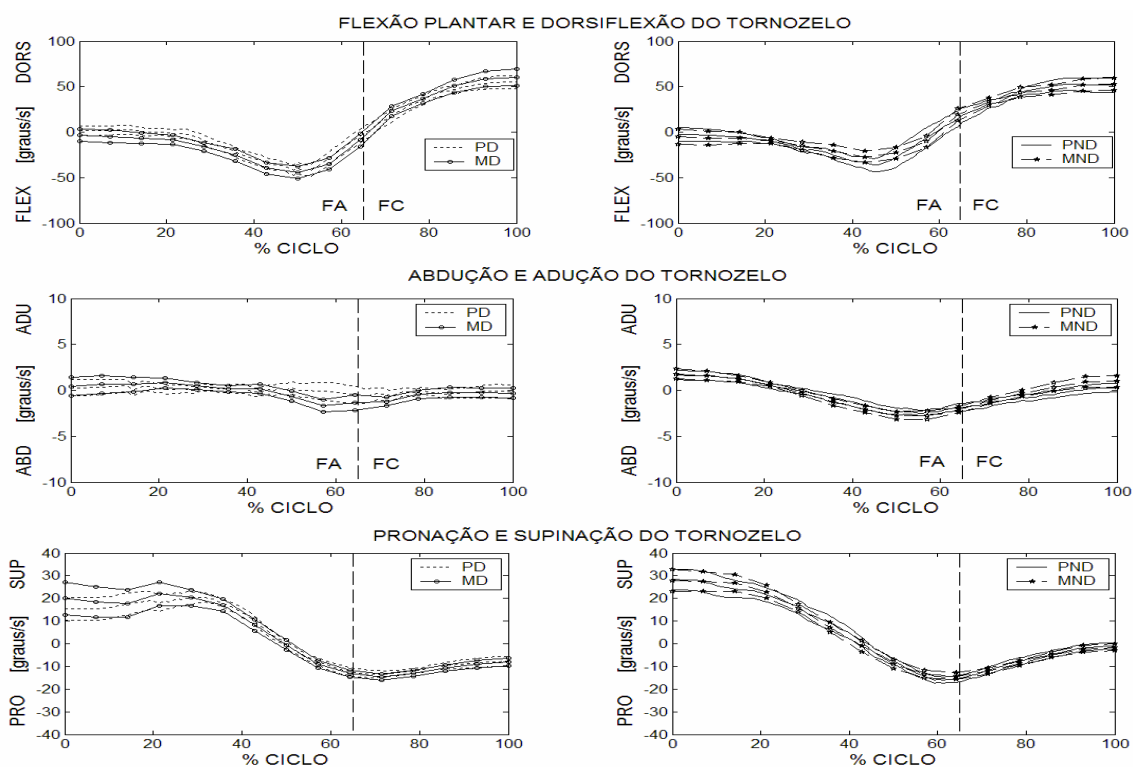 FLEXÃO PLANTAR E DORSIFLEXÃO DO TORNOZELO
100
50
0
-50
-100
FLEX [graus/s] DORS
PD
MD
FA FC
0 20 40 60 80 100
% CICLO
100
50
0
-50
-100
FLEX [graus/s] DORS
PND
MND
FA FC
0 20 40 60 80 100
% CICLO
ABDUÇÃO E ADUÇÃO DO TORNOZELO
10
5
0
-5
-10
ABD [graus/s] ADU
PD
MD
FA FC
0 20 40 60 80 100
% CICLO
10
5
0
-5
-10
ABD [graus/s] ADU
PND
MND
FA FC
0 20 40 60 80 100
% CICLO
PRONAÇÃO E SUPINAÇÃO DO TORNOZELO
40
30
20
10
0
-10
-20
-30
-40
PRO [graus/s] SUP
PD
MD
0 20 40 60 80 100
% CICLO
40
30
20
10
0
-10
-20
-30
-40
PRO [graus/s] SUP
PND
MND
0 20 40 60 80 100
% CICLO